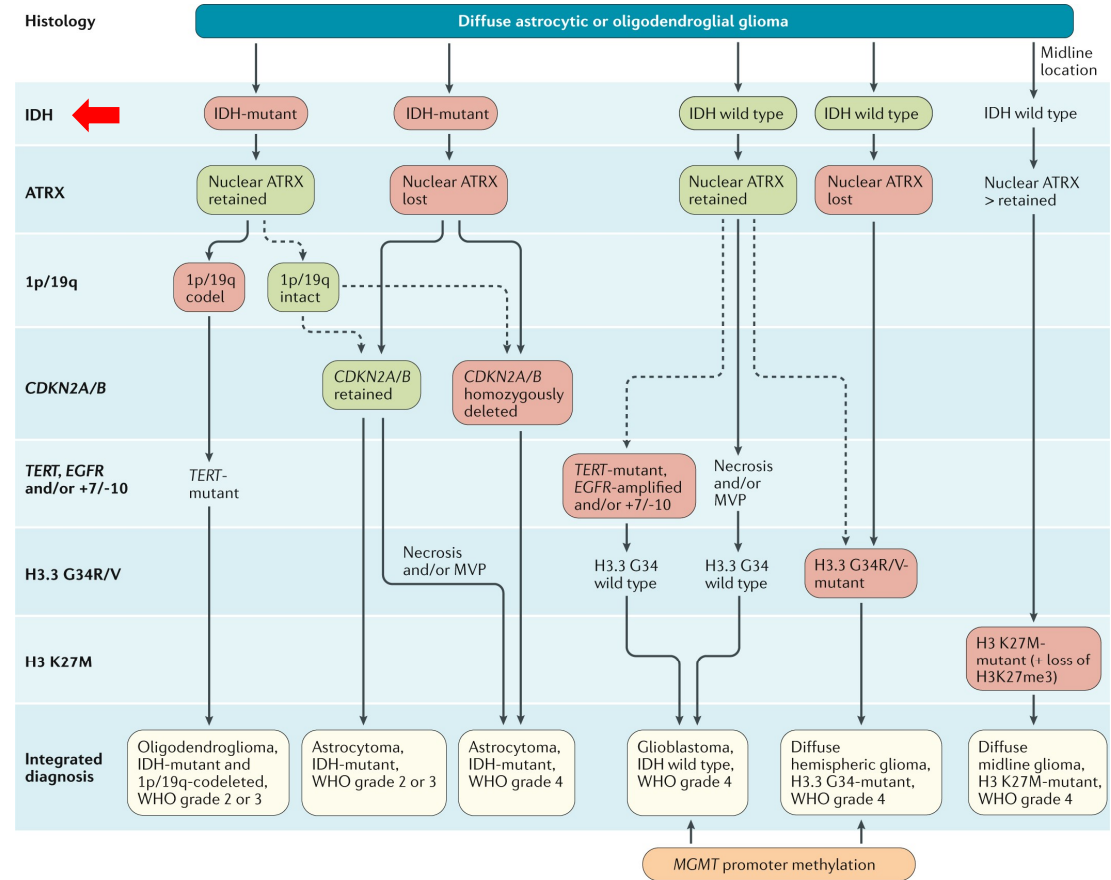 Histology
Diffuse astrocytic or oligodendroglial glioma
Midline
location
IDH
IDH-mutant
IDH-mutant
IDH wild type
IDH wild type
IDH wild type
ATRX
Nuclear ATRX
retained
Nuclear ATRX
lost
Nuclear ATRX
retained
Nuclear ATRX
lost
Nuclear ATRX
> retained
1p/19q
1p/19q
codel
1p/19q
intact
CDKN2A/B
CDKN2A/B
retained
CDKN2A/B
homozygously
deleted
TERT, EGFR
and/or +7/-10
TERT-
mutant
TERT-mutant,
EGFR-amplified
and/or +7/-10
Necrosis
and/or
MVP
H3.3 G34R/V
Necrosis
and/or MVP
H3.3 G34
wild type
H3.3 G34
wild type
H3.3 G34R/V-
mutant
H3 K27M
H3 K27M-
mutant (+ loss of
H3K27me3)
Integrated
diagnosis
Oligodendroglioma,
IDH-mutant and
1p/19q-codeleted,
WHO grade 2 or 3
Astrocytoma,
IDH-mutant,
WHO grade 2 or 3
Astrocytoma,
IDH-mutant,
WHO grade 4
Glioblastoma,
IDH wild type,
WHO grade 4
Diffuse
hemispheric glioma,
H3.3 G34-mutant,
WHO grade 4
Diffuse
midline glioma,
H3 K27M-mutant,
WHO grade 4
MGMT promoter methylation